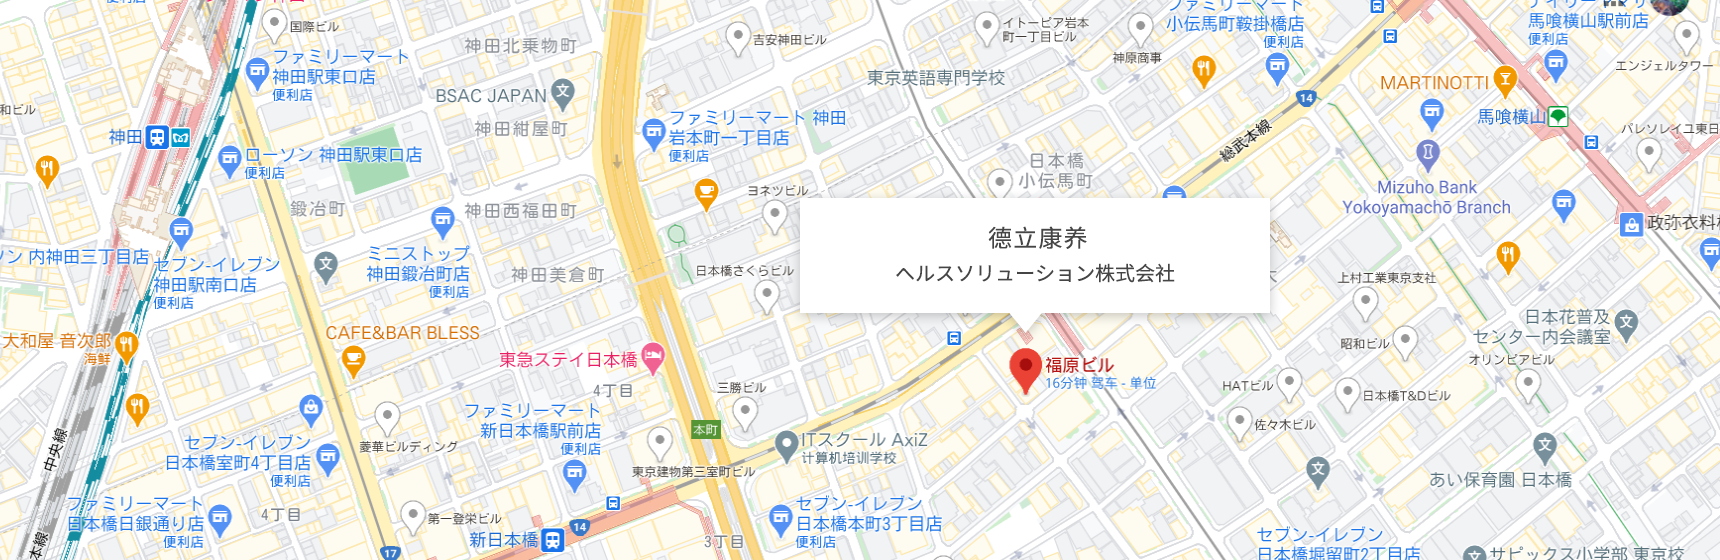 便利店
国際ビル
ファミリーマート
神田駅東口店
便利店
神田北乗物町
吉安神田ビル
イトーピア岩本
町一丁目ビル
ファミリーマート
小伝馬町鞍掛橋店
便利店
神原商事
馬喰横山駅前店
便利店
エンジェルタワー
BSAC JAPAN
東京英語専門学校
MARTINOTTI
14
馬喰横山
神田紺屋町
ファミリーマート 神田
岩本町一丁目店
便利店
総武本線
神田
ローソン 神田駅東口店
便利店
日本橋
小伝馬町
Mizuho Bank
Yokoyamachō Branch
鍛冶町
神田西福田町
ヨネツビル
德立康养
ヘルスソリューション株式会社
内神田三丁目店
セブン-イレブン
神田駅南口店
便利店
ミニストップ
神田鍛冶町店
便利店
神田美倉町
日本橋さくらビル
上村工業東京支社
大和屋 音次郎
海鮮
CAFE&BAR BLESS
東急ステイ日本橋
4丁目
三勝ビル
福原ビル
16分钟 驾车 - 单位
日本花普及
センター内会議室
昭和ビル
オリンピアビル
HATビル
日本橋T&Dビル
佐々木ビル
中央線
セブン-イレブン
日本橋室町4丁目店
便利店
菱華ビルディング
ファミリーマート
新日本橋駅前店
便利店
本町
ITスクール AxiZ
计算机培训学校
東京建物第三室町ビル
あい保育園 日本橋
ファミリーマート
日本橋日銀通り店
便利店
4丁目
第一登栄ビル
新日本橋
14
17
3丁目
セブン-イレブン
日本橋本町3丁目店
便利店
セブン-イレブン
日本橋堀留町2丁目店
サピックス小学部 東京校